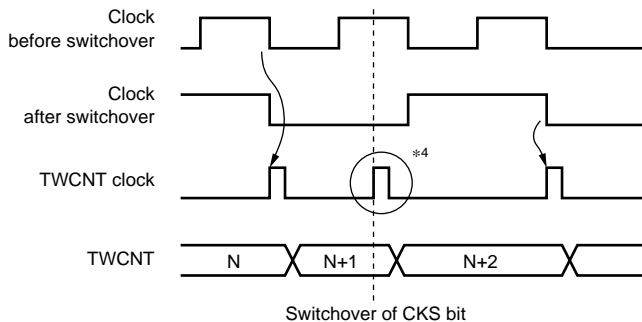 Clock
before switchover
Clock
after switchover
*4
TWCNT clock
TWCNT
N
N+1
N+2
Switchover of CKS bit